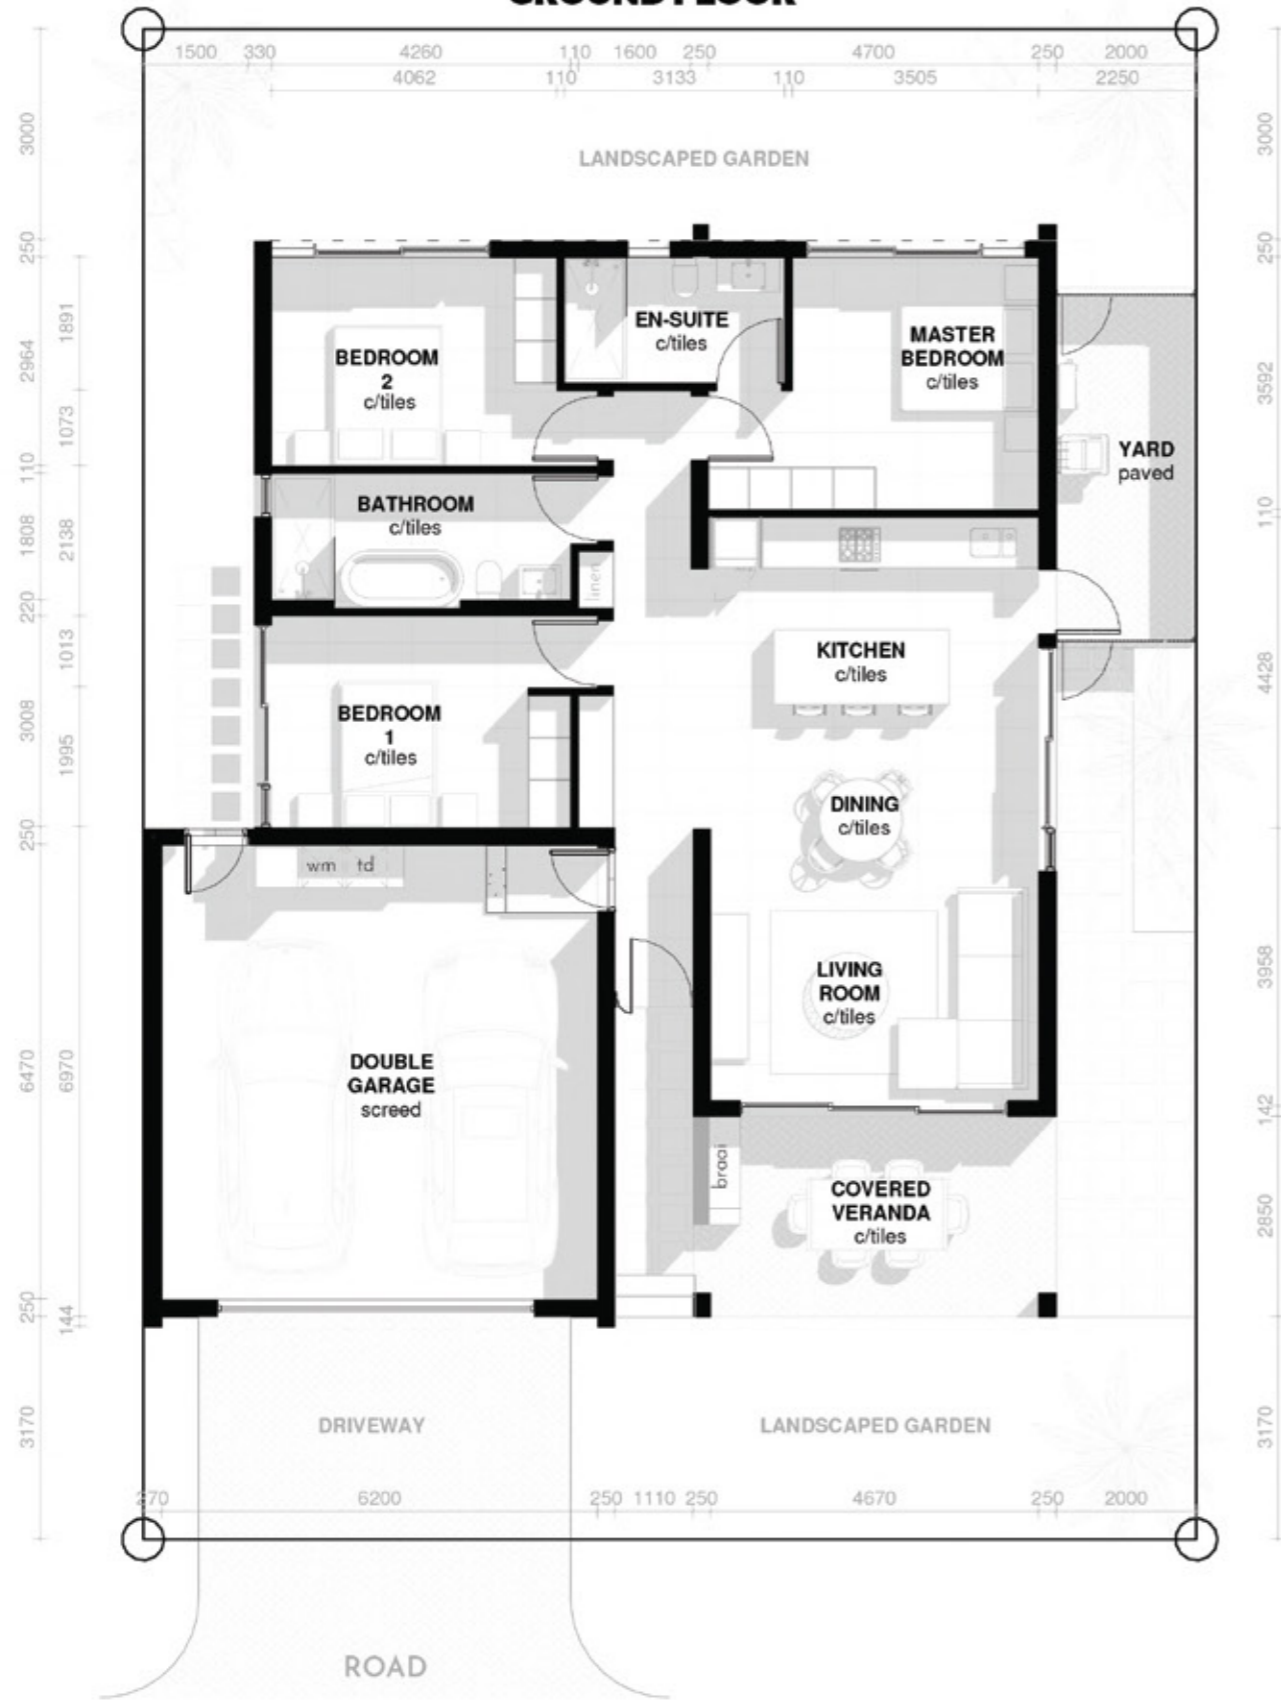 GROUND FLOOR
1500 330 4260 110 1600 250 4700 250 2000
4062 110 3133 110 3505 2250
3000
3000
LANDSCAPED GARDEN
250
250
1891
2964
1073
3592
BEDROOM
2
c/tiles
EN-SUITE
c/tiles
MASTER
BEDROOM
c/tiles
YARD
paved
110
110
1808
2138
BATHROOM
c/tiles
linen
220
1013
KITCHEN
c/tiles
4428
3008
1995
BEDROOM
1
c/tiles
DINING
c/tiles
250
wm td
3958
LIVING
ROOM
c/tiles
6470
6970
DOUBLE
GARAGE
screed
142
braai
COVERED
VERANDA
c/tiles
2850
250
144
3170
3170
DRIVEWAY
LANDSCAPED GARDEN
270 6200 250 1110 250 4670 250 2000
ROAD